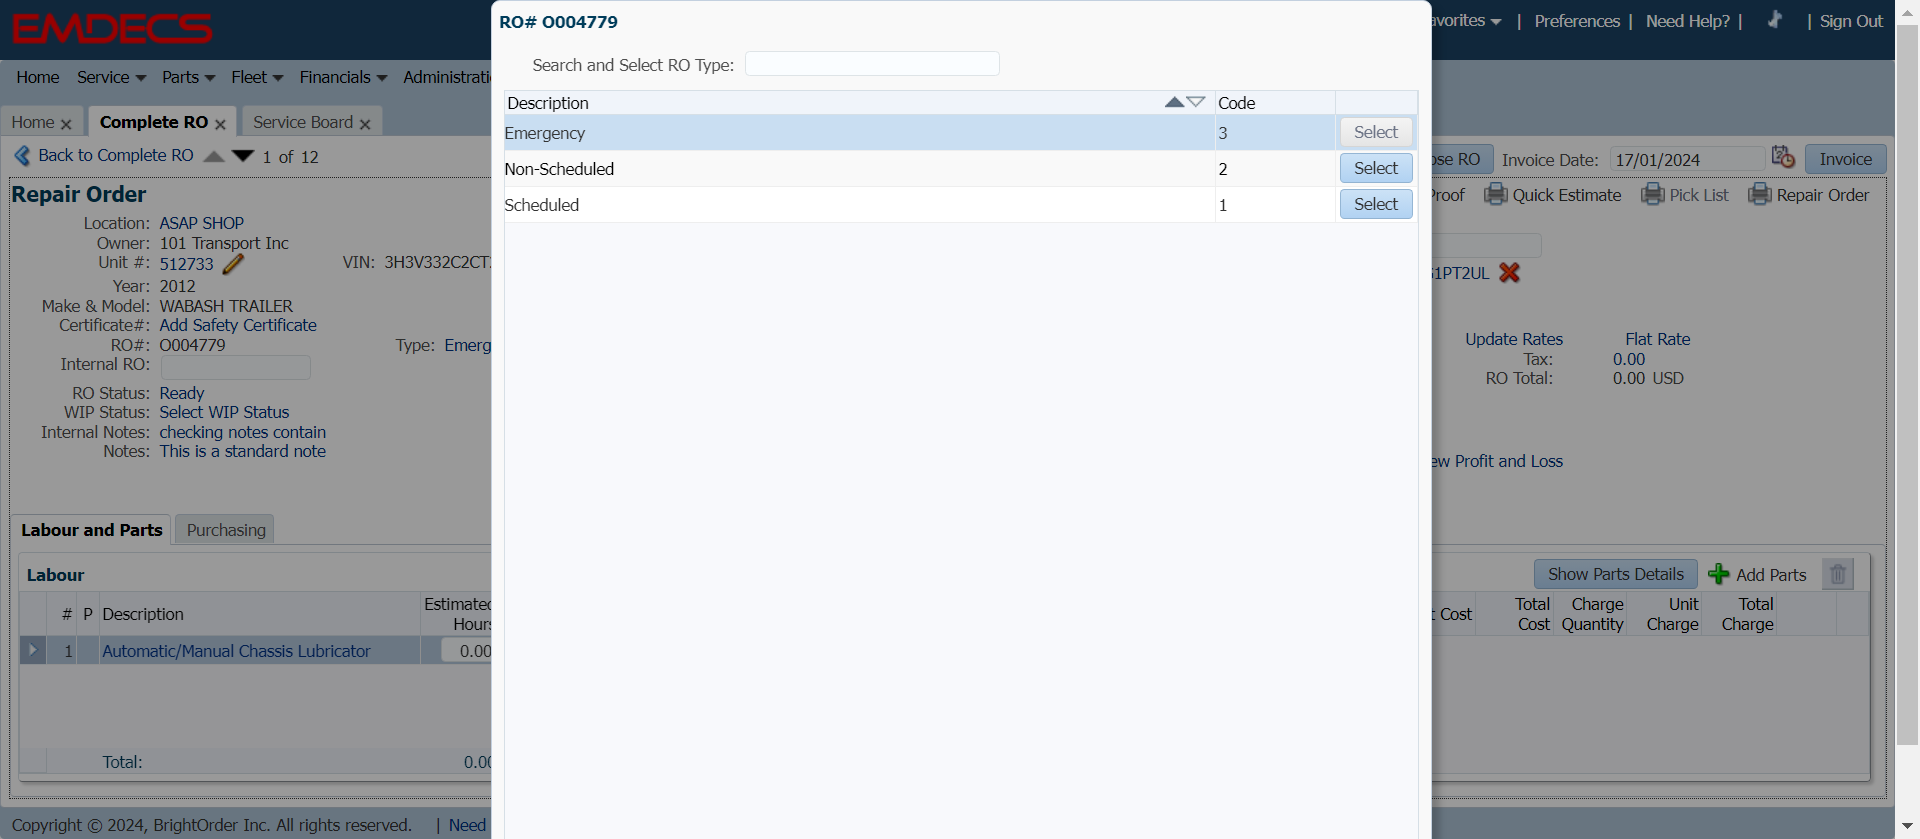 EMDECS
RO# O004779
avorites | Preferences | Need Help? | | Sign Out
Search and Select RO Type:
Home Service Parts Fleet Financials
Description Code
Emergency 3 Select
Non-Scheduled 2 Select
Scheduled 1 Select
Home Complete RO Service Board
Back to Complete RO 1 of 12
RO Invoice Date: 17/01/2024 Invoice
Repair Order
Proof Quick Estimate Pick List Repair Order
Location: ASAP SHOP
Owner: 101 Transport Inc
Unit #: 512733 VIN: 3H3V332C2CT
S1PT2UL
Year: 2012
Make & Model: WABASH TRAILER
Certificate#: Add Safety Certificate
RO#: O004779 Type: Emerg
Internal RO:
RO Status: Ready
WIP Status: Select WIP Status
Internal Notes: checking notes contain
Notes: This is a standard note
Update Rates Flat Rate
Tax: 0.00
RO Total: 0.00 USD
ew Profit and Loss
Labour and Parts Purchasing
Labour
Show Parts Details Add Parts
# P Description Estimated Hours
t Cost Total Cost Charge Quantity Unit Charge Total Charge
1 Automatic/Manual Chassis Lubricator 0.00
Total: 0.00
Copyright © 2024, BrightOrder Inc. All rights reserved. | Need